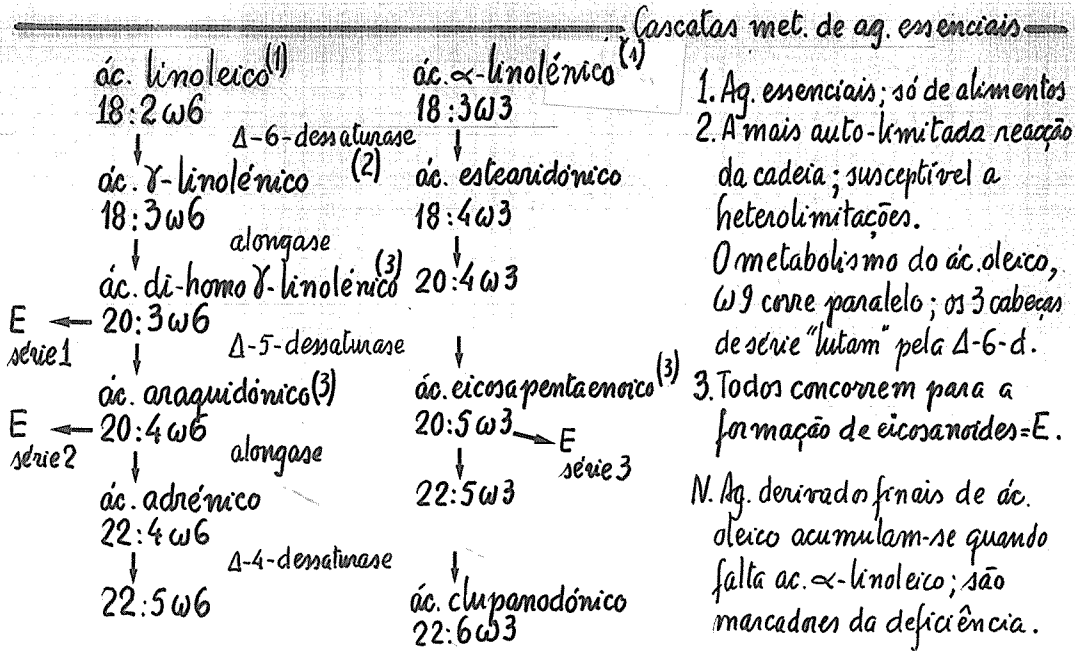 Cascatas met. de ag. essenciais
ác. linoleico(1)
18:2ω6
Δ-6-dessaturase
ác. γ-linolénico (2)
18:3ω6
alongase
ác. di-homo γ-linolénico(3)
E ← 20:3ω6
série 1
Δ-5-dessaturase
ác. araquidónico(3)
E ← 20:4ω6
série 2
alongase
ác. adrénico
22:4ω6
Δ-4-dessaturase
22:5ω6
ác. α-linolénico(1)
18:3ω3
ác. estearidónico
18:4ω3
20:4ω3
ác. eicosapentaenoico(3)
20:5ω3 → E
série 3
22:5ω3
ác. clupanodónico
22:6ω3
1. Ag. essenciais; só de alimentos
2. A mais auto-limitada reacção
da cadeia; susceptível a
heterolimitações.
O metabolismo do ác. oleico,
ω9 corre paralelo; os 3 cabeças
de série "lutam" pela Δ-6-d.
3. Todos concorrem para a
formação de eicosanoides=E.
N. Ag. derivados finais de ác.
oleico acumulam-se quando
falta ac. α-linoleico; são
marcadores da deficiência.